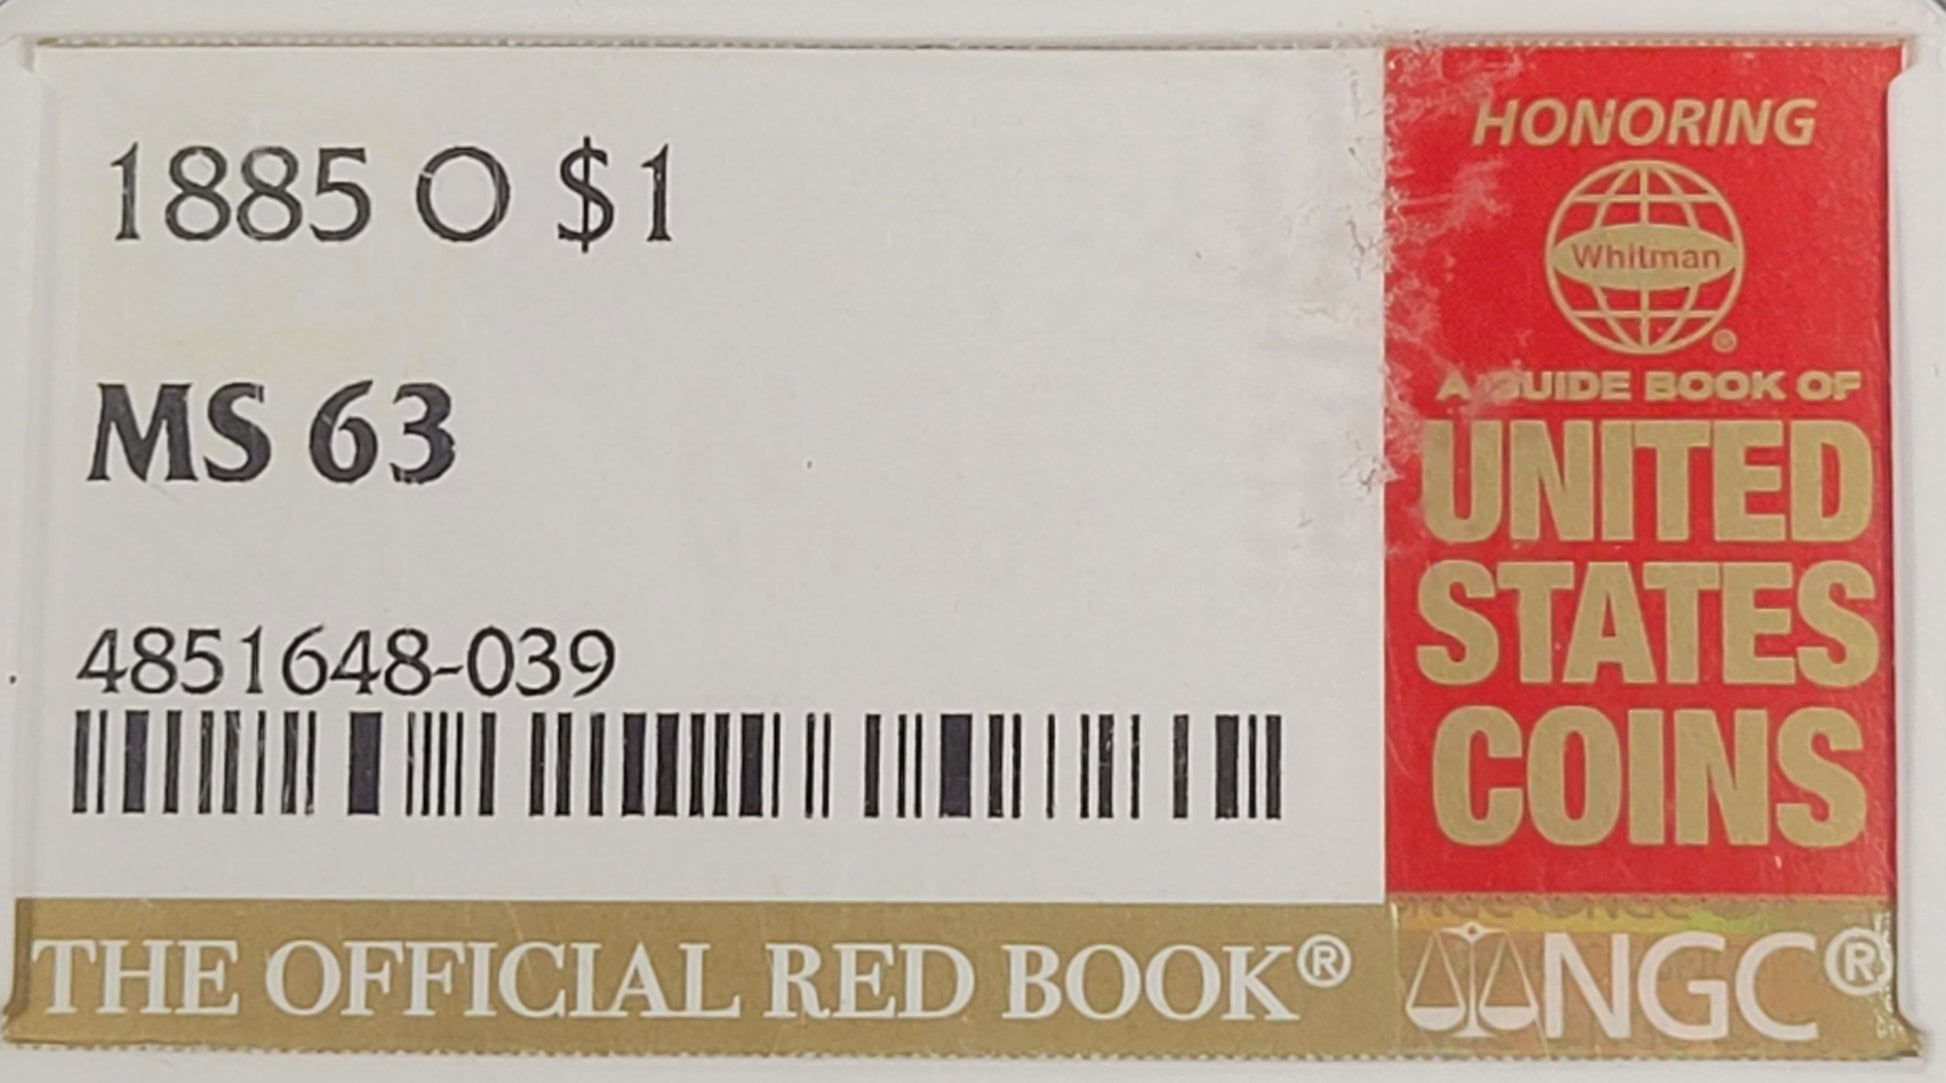 1885 O $1
MS 63
4851648-039
THE OFFICIAL RED BOOK®
HONORING
Whitman®
A GUIDE BOOK OF
UNITED
STATES
COINS
NGC®